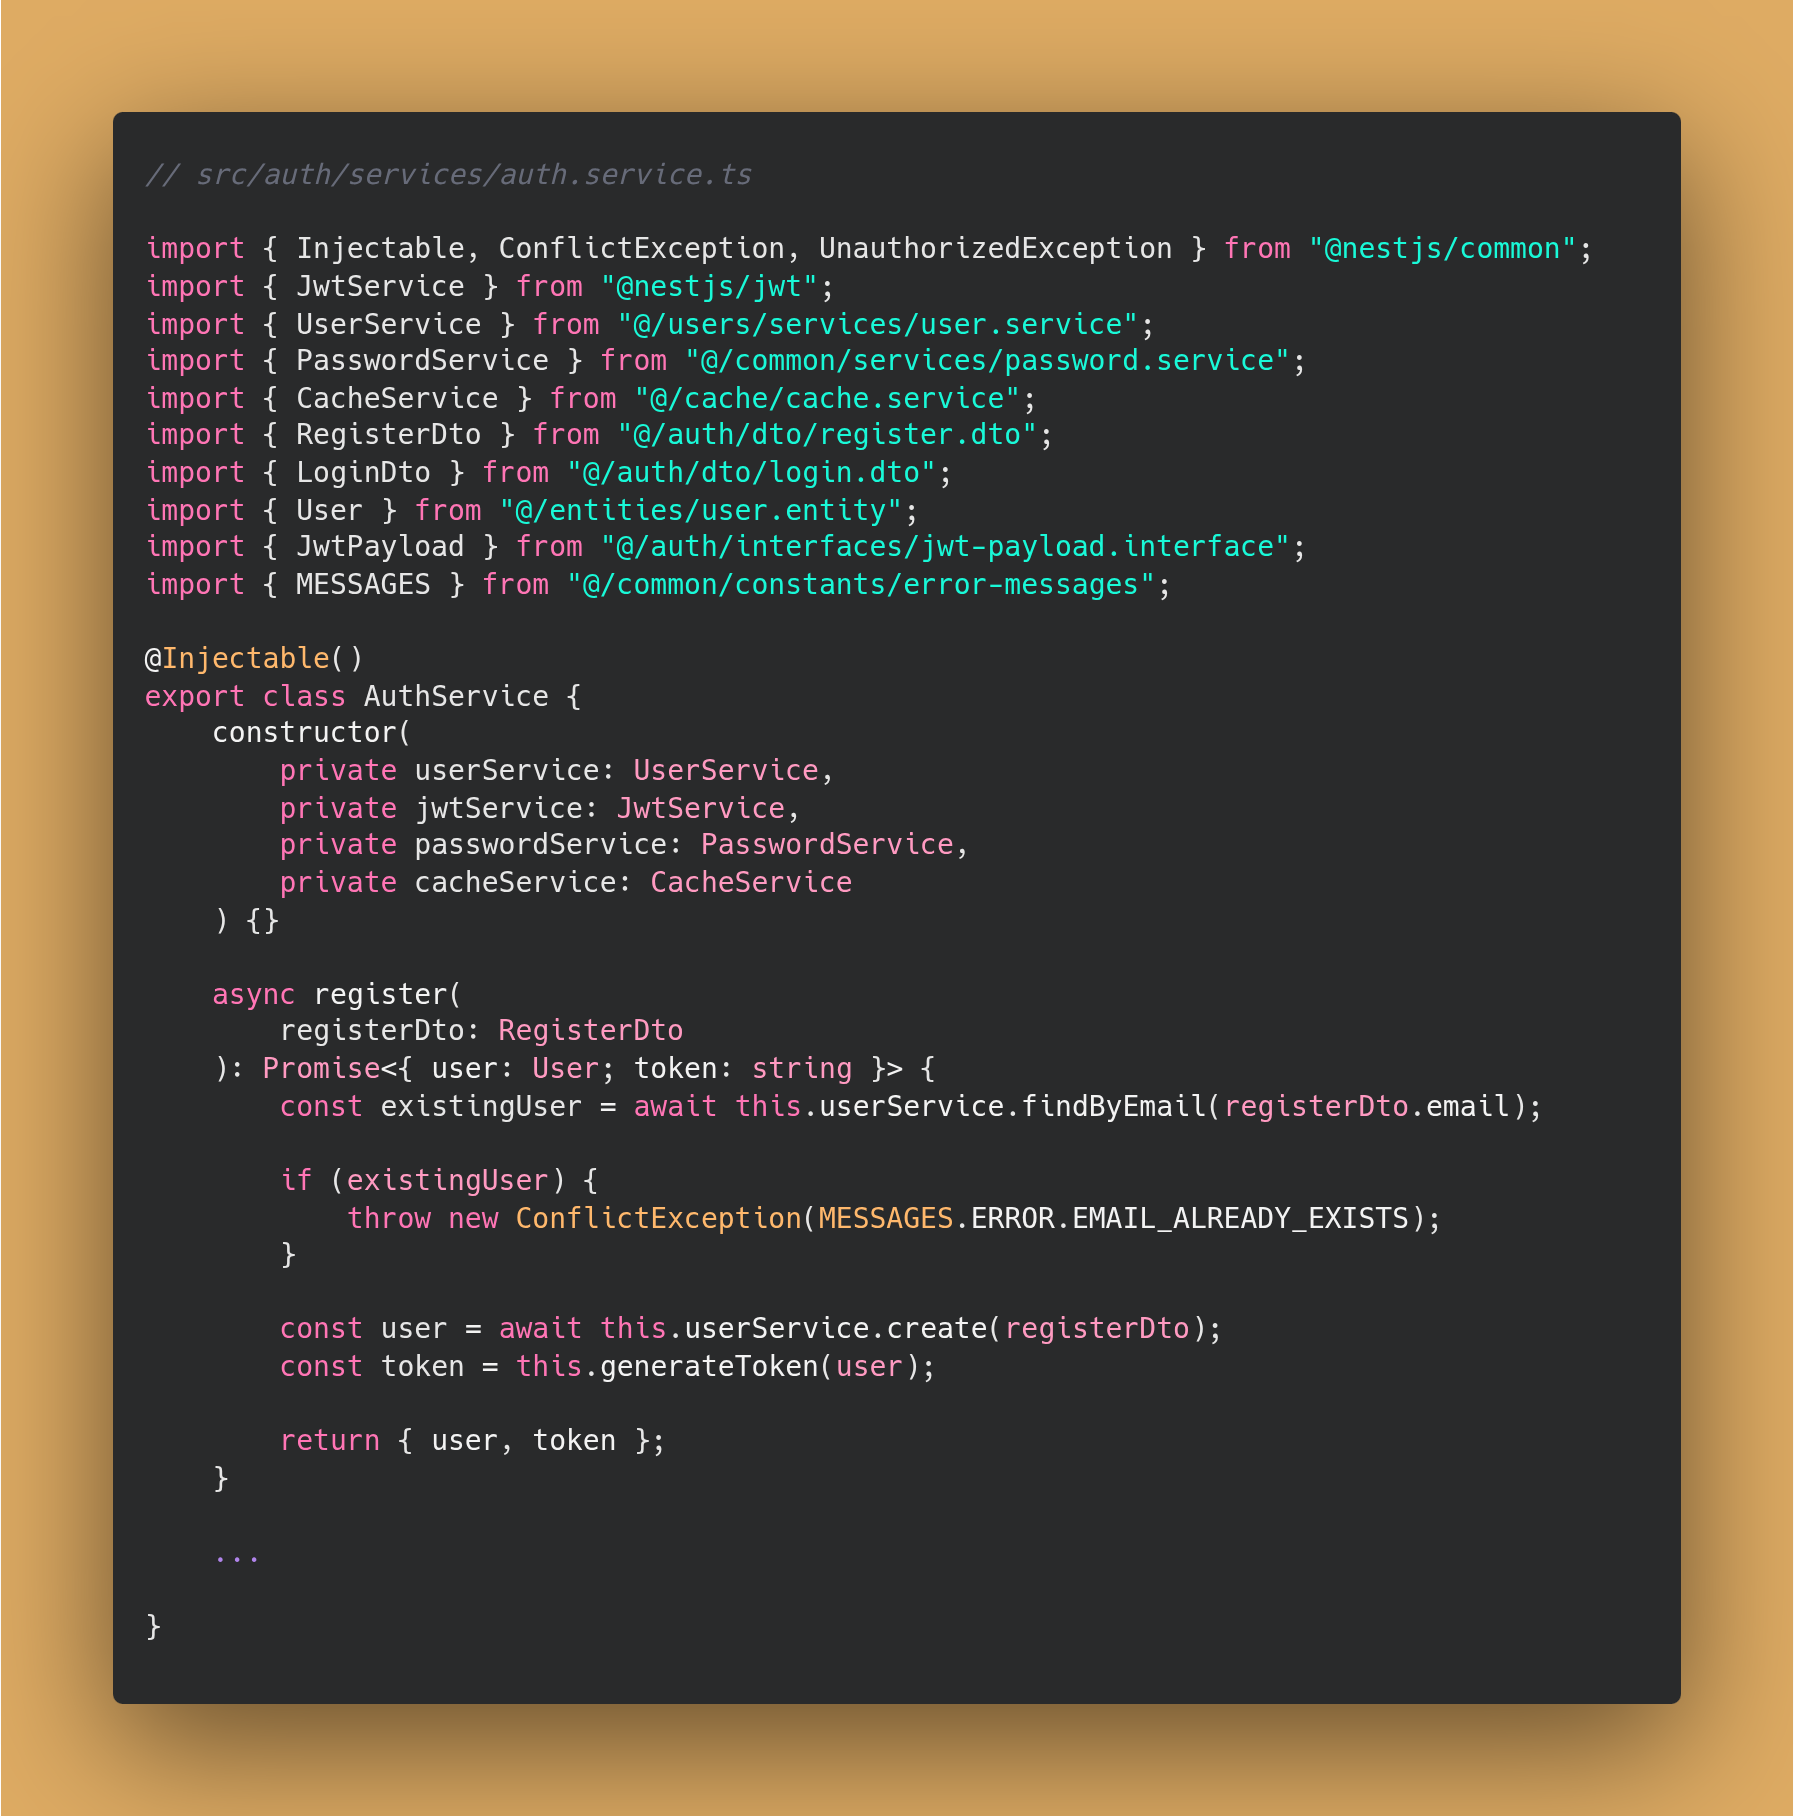 // src/auth/services/auth.service.ts

import { Injectable, ConflictException, UnauthorizedException } from "@nestjs/common";
import { JwtService } from "@nestjs/jwt";
import { UserService } from "@/users/services/user.service";
import { PasswordService } from "@/common/services/password.service";
import { CacheService } from "@/cache/cache.service";
import { RegisterDto } from "@/auth/dto/register.dto";
import { LoginDto } from "@/auth/dto/login.dto";
import { User } from "@/entities/user.entity";
import { JwtPayload } from "@/auth/interfaces/jwt-payload.interface";
import { MESSAGES } from "@/common/constants/error-messages";

@Injectable()
export class AuthService {
    constructor(
        private userService: UserService,
        private jwtService: JwtService,
        private passwordService: PasswordService,
        private cacheService: CacheService
    ) {}

    async register(
        registerDto: RegisterDto
    ): Promise<{ user: User; token: string }> {
        const existingUser = await this.userService.findByEmail(registerDto.email);

        if (existingUser) {
            throw new ConflictException(MESSAGES.ERROR.EMAIL_ALREADY_EXISTS);
        }

        const user = await this.userService.create(registerDto);
        const token = this.generateToken(user);

        return { user, token };
    }

    ...

}